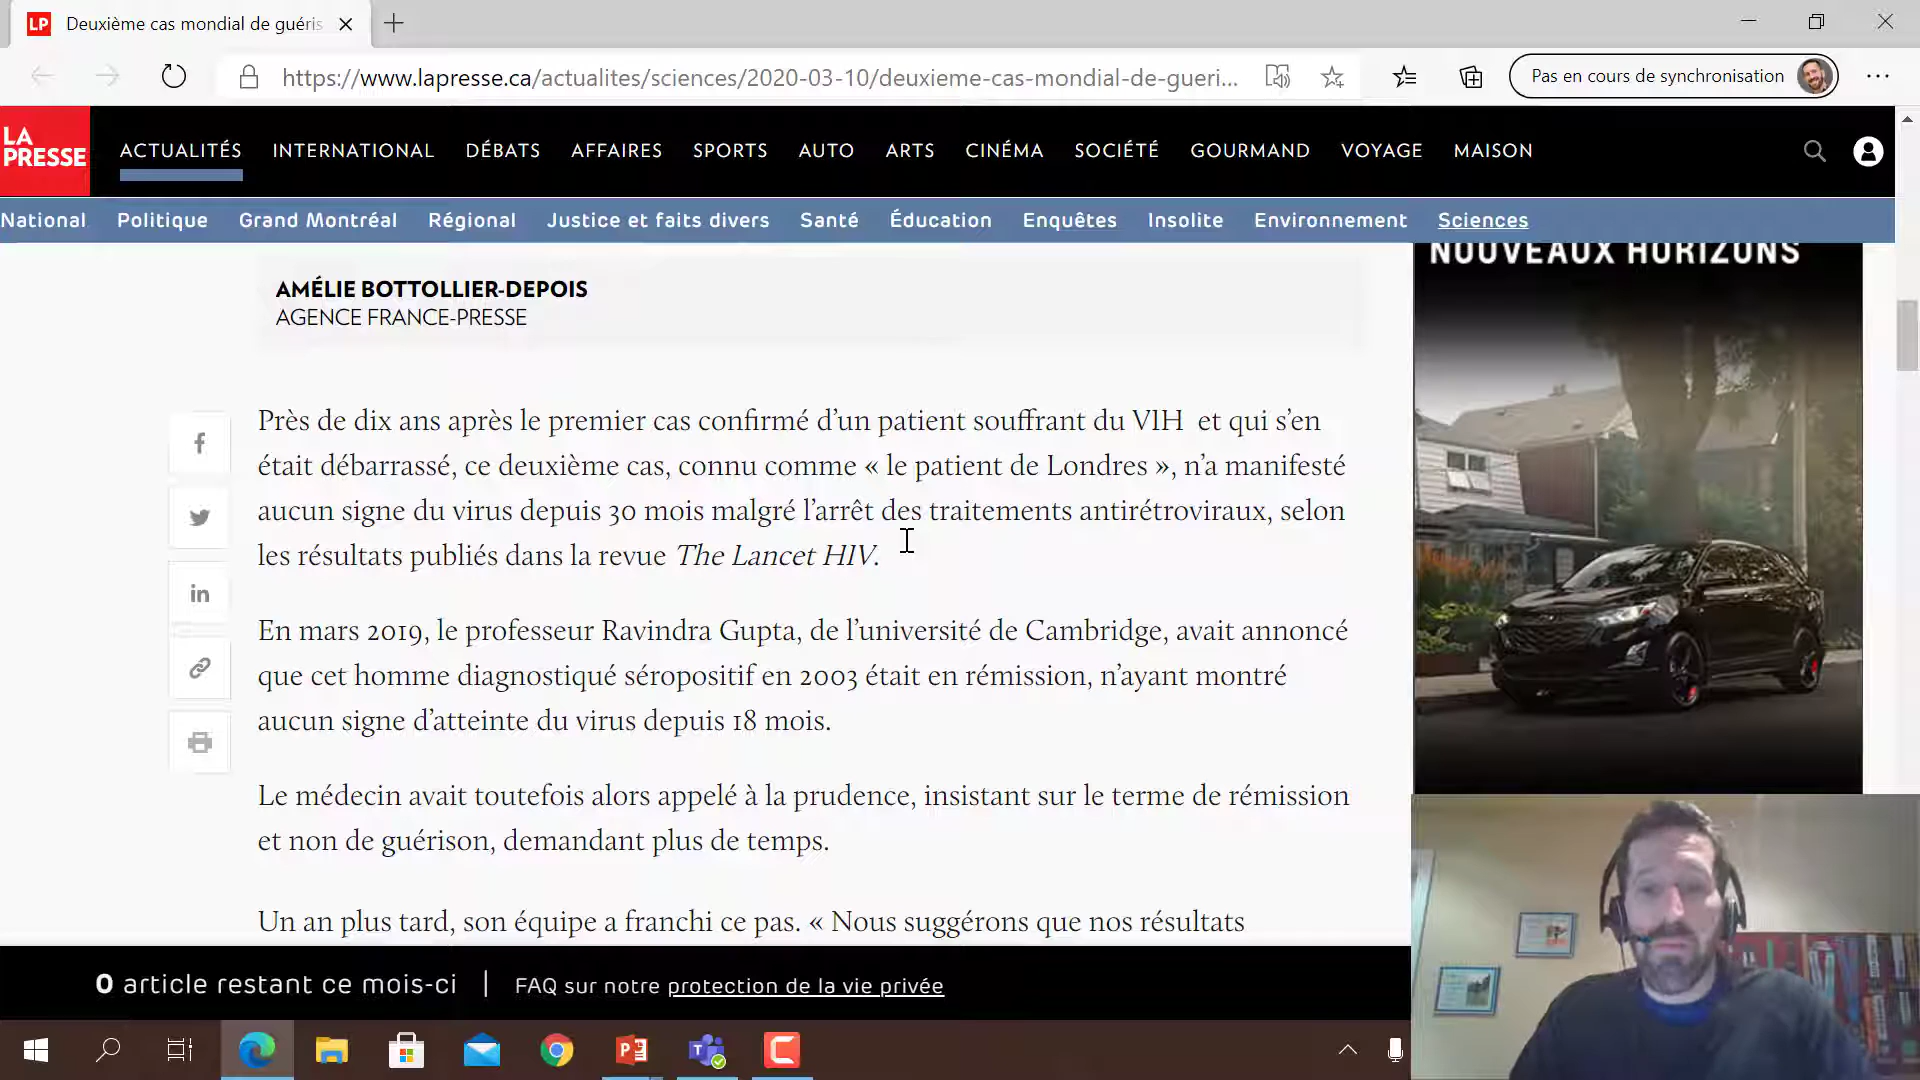 LP Deuxième cas mondial de guéris
https://www.lapresse.ca/actualites/sciences/2020-03-10/deuxieme-cas-mondial-de-gueri...
Pas en cours de synchronisation
LA PRESSE
ACTUALITÉS INTERNATIONAL DÉBATS AFFAIRES SPORTS AUTO ARTS CINÉMA SOCIÉTÉ GOURMAND VOYAGE MAISON
National Politique Grand Montréal Régional Justice et faits divers Santé Éducation Enquêtes Insolite Environnement Sciences
NOUVEAUX HORIZONS
AMÉLIE BOTTOLLIER-DEPOIS
AGENCE FRANCE-PRESSE
Près de dix ans après le premier cas confirmé d’un patient souffrant du VIH et qui s’en
était débarrassé, ce deuxième cas, connu comme « le patient de Londres », n’a manifesté
aucun signe du virus depuis 30 mois malgré l’arrêt des traitements antirétroviraux, selon
les résultats publiés dans la revue The Lancet HIV.
En mars 2019, le professeur Ravindra Gupta, de l’université de Cambridge, avait annoncé
que cet homme diagnostiqué séropositif en 2003 était en rémission, n’ayant montré
aucun signe d’atteinte du virus depuis 18 mois.
Le médecin avait toutefois alors appelé à la prudence, insistant sur le terme de rémission
et non de guérison, demandant plus de temps.
Un an plus tard, son équipe a franchi ce pas. « Nous suggérons que nos résultats
0 article restant ce mois-ci | FAQ sur notre protection de la vie privée